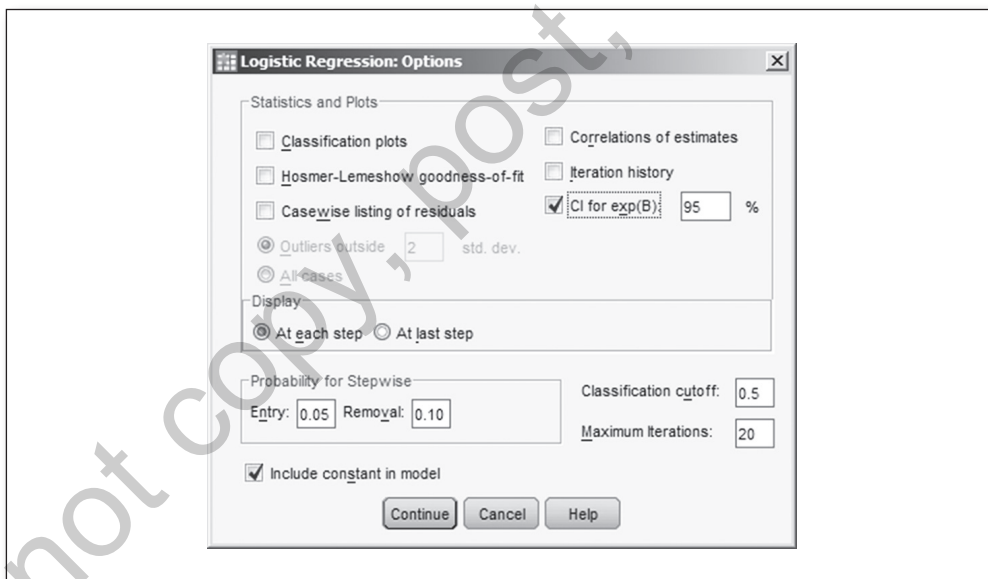 Logistic Regression: Options
Statistics and Plots
Classification plots
Correlations of estimates
Hosmer-Lemeshow goodness-of-fit
Iteration history
Casewise listing of residuals
CI for exp(B): 95 %
Outliers outside 2 std. dev.
All cases
Display
At each step At last step
Probability for Stepwise
Entry: 0.05 Removal: 0.10
Classification cutoff: 0.5
Maximum Iterations: 20
Include constant in model
Continue Cancel Help
not copy, post,